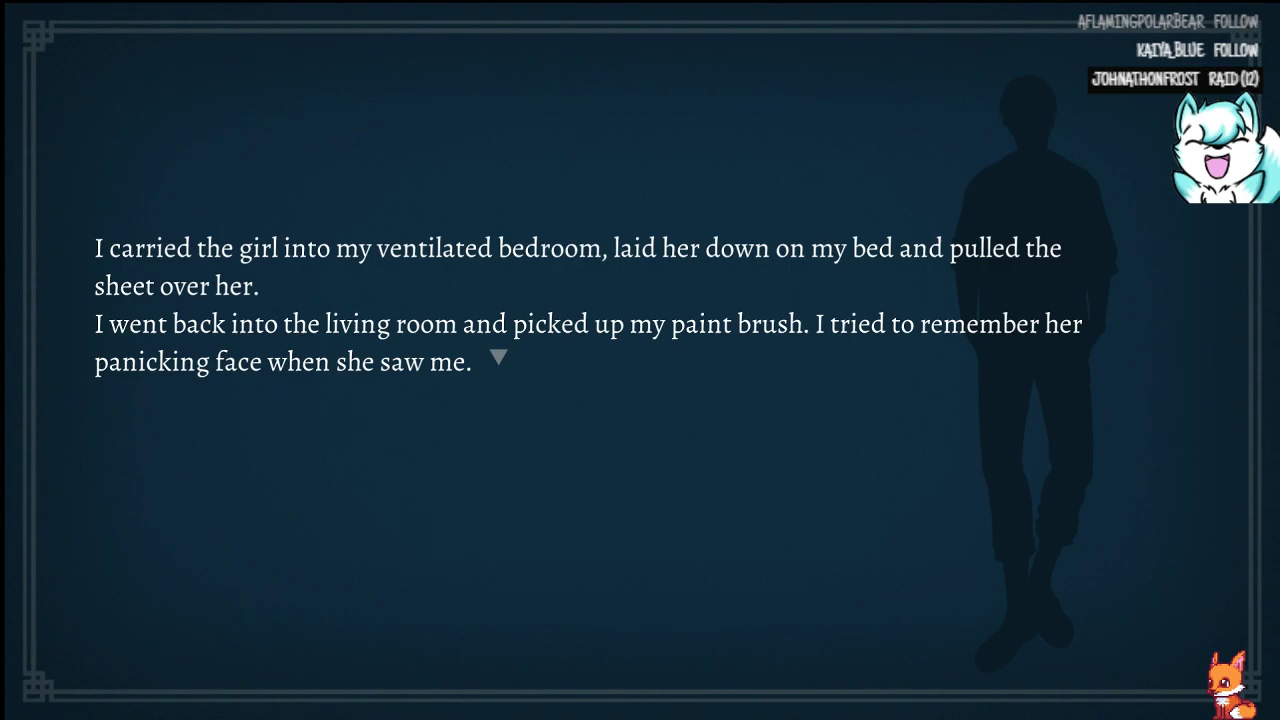 AFLAMINGPOLARBEAR FOLLOW
KAIYA_BLUE FOLLOW
JOHNATHONFROST RAID (12)
I carried the girl into my ventilated bedroom, laid her down on my bed and pulled the
sheet over her.
I went back into the living room and picked up my paint brush. I tried to remember her
panicking face when she saw me.